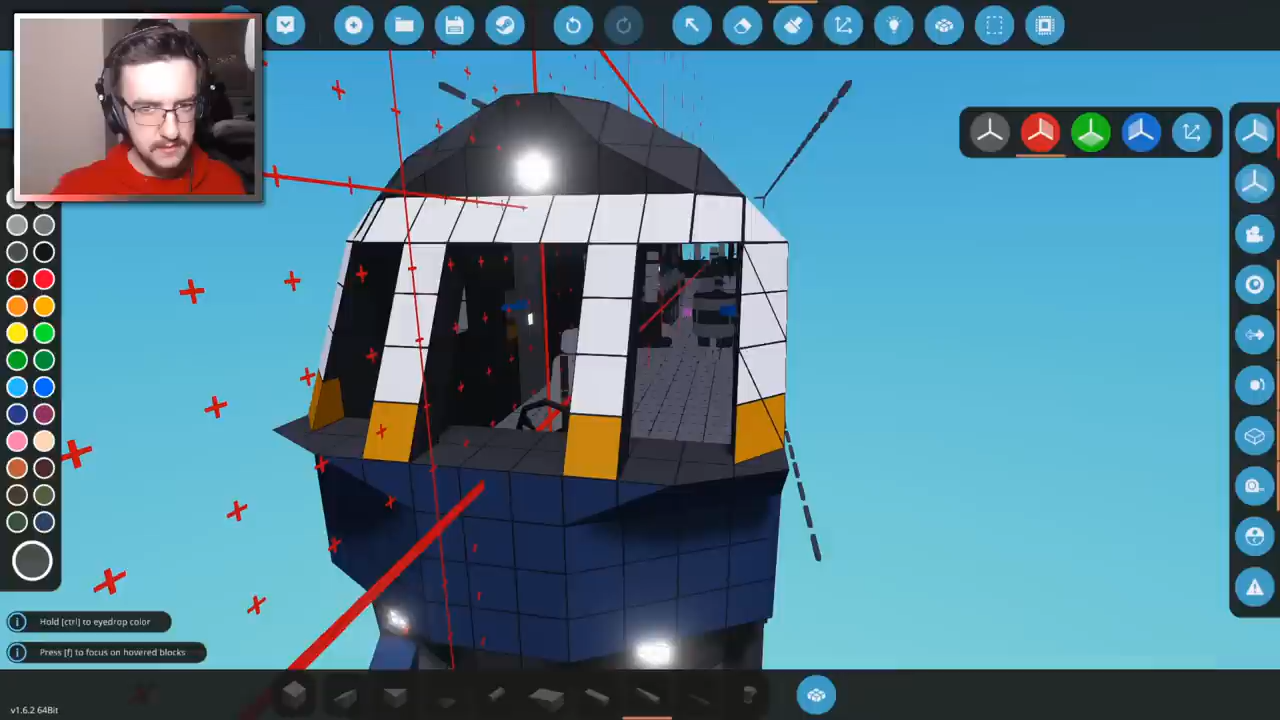 Hold [ctrl] to eyedrop color
Press [f] to focus on hovered blocks
v1.6.2 64Bit